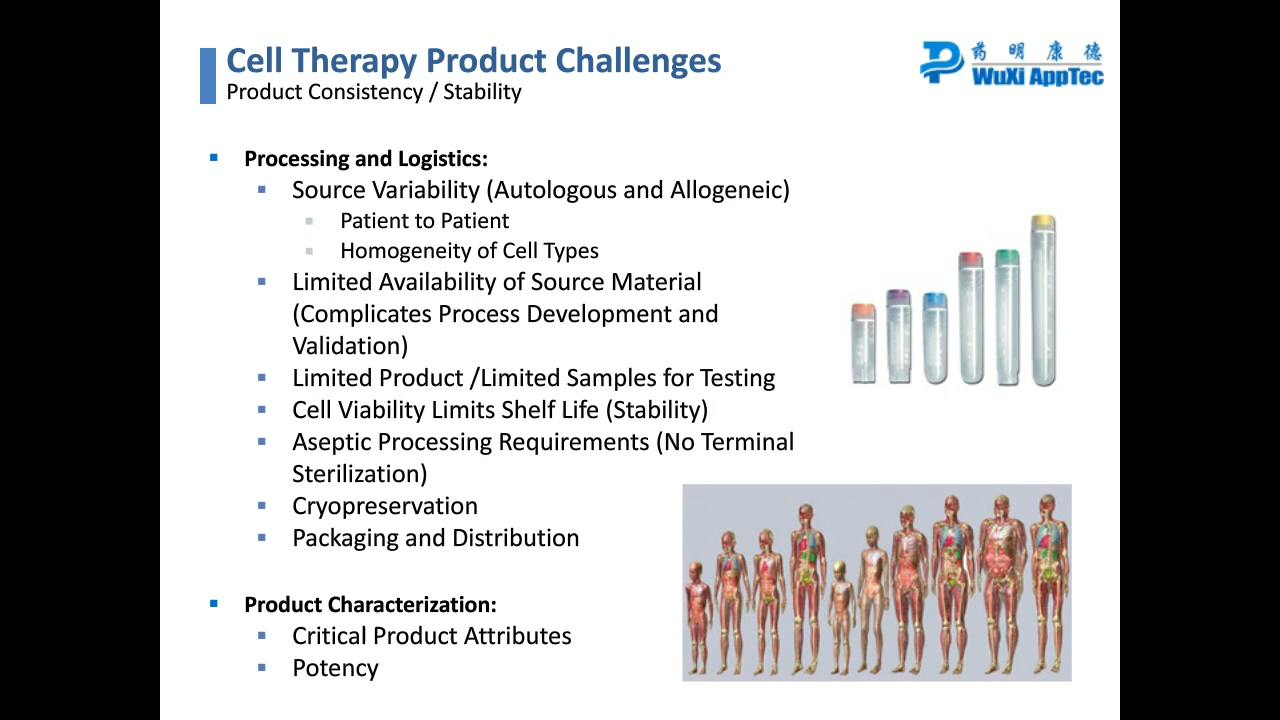 Cell Therapy Product Challenges
Product Consistency / Stability
药明康德
WuXi AppTec
Processing and Logistics:
Source Variability (Autologous and Allogeneic)
Patient to Patient
Homogeneity of Cell Types
Limited Availability of Source Material
(Complicates Process Development and
Validation)
Limited Product /Limited Samples for Testing
Cell Viability Limits Shelf Life (Stability)
Aseptic Processing Requirements (No Terminal
Sterilization)
Cryopreservation
Packaging and Distribution
Product Characterization:
Critical Product Attributes
Potency